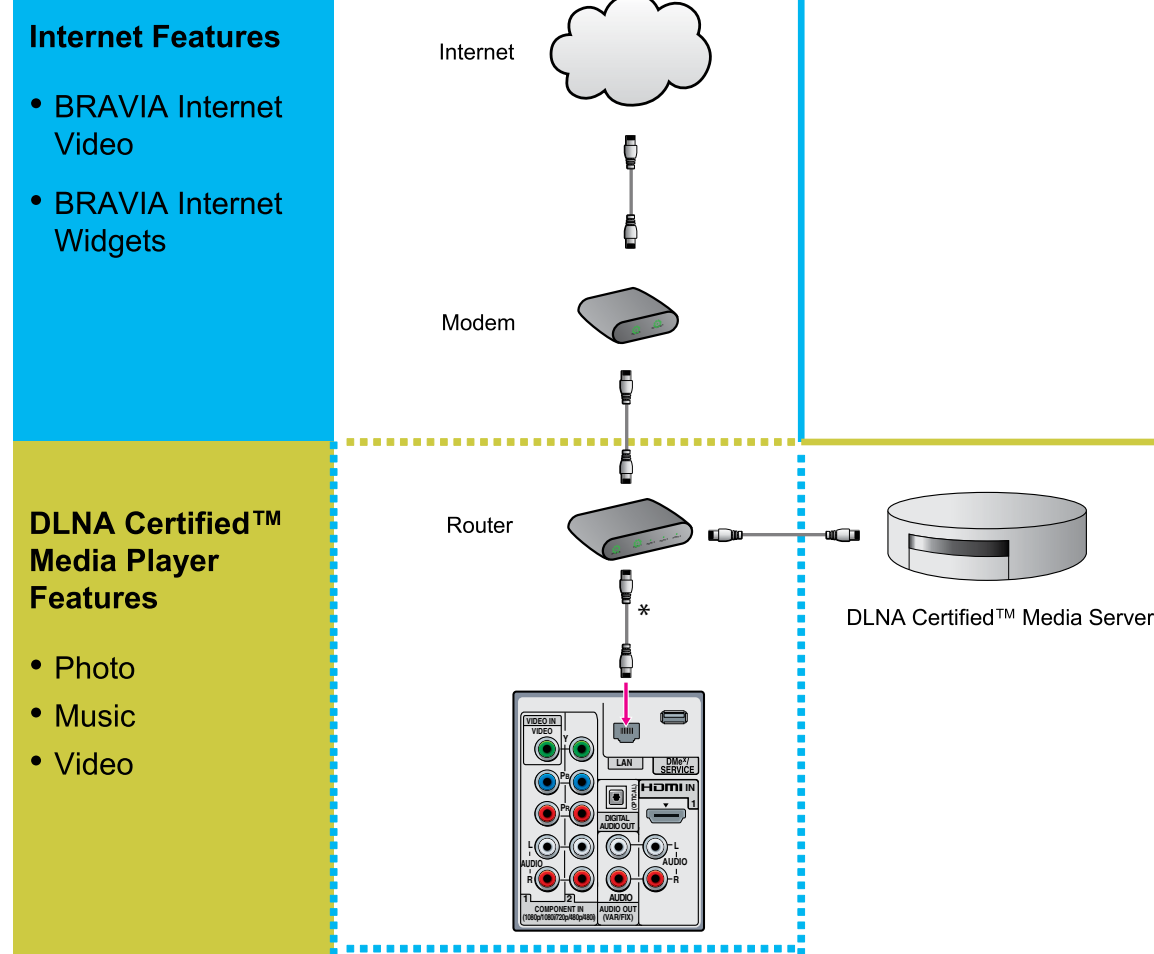 Internet Features
• BRAVIA Internet
Video
• BRAVIA Internet
Widgets
Internet
Modem
DLNA Certified™
Media Player
Features
• Photo
• Music
• Video
Router
*
DLNA Certified™ Media Server
VIDEO IN
VIDEO
Y
PB
PR
L
AUDIO
R
1
2
COMPONENT IN
(1080p/1080i/720p/480p/480i)
LAN
DMex/
SERVICE
(OPTICAL)
DIGITAL
AUDIO OUT
HDMI IN
1
L
AUDIO
R
AUDIO
AUDIO OUT
(VAR/FIX)